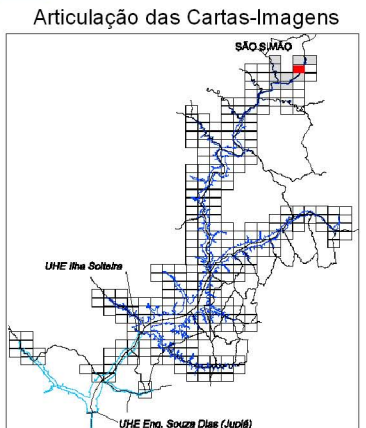 Articulação das Cartas-Imagens
SÃO SIMÃO
UHE Ilha Solteira
UHE Eng. Souza Dias (Jupiá)